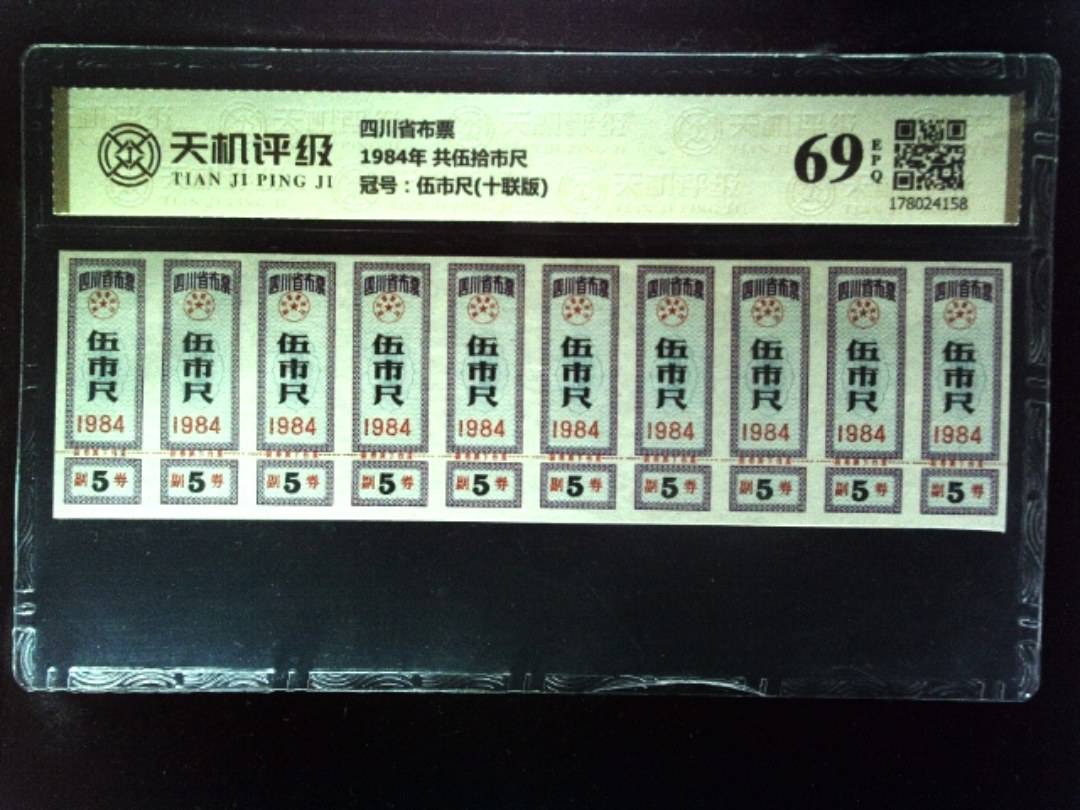 天机评级
TIAN JI PING JI
四川省布票
1984年 共伍拾市尺
冠号：伍市尺(十联版)
69
EPQ
178024158
四川省布票 四川省布票 四川省布票 四川省布票 四川省布票 四川省布票 四川省布票 四川省布票 四川省布票 四川省布票
伍市尺 伍市尺 伍市尺 伍市尺 伍市尺 伍市尺 伍市尺 伍市尺 伍市尺 伍市尺
1984 1984 1984 1984 1984 1984 1984 1984 1984 1984
副5券 副5券 副5券 副5券 副5券 副5券 副5券 副5券 副5券 副5券